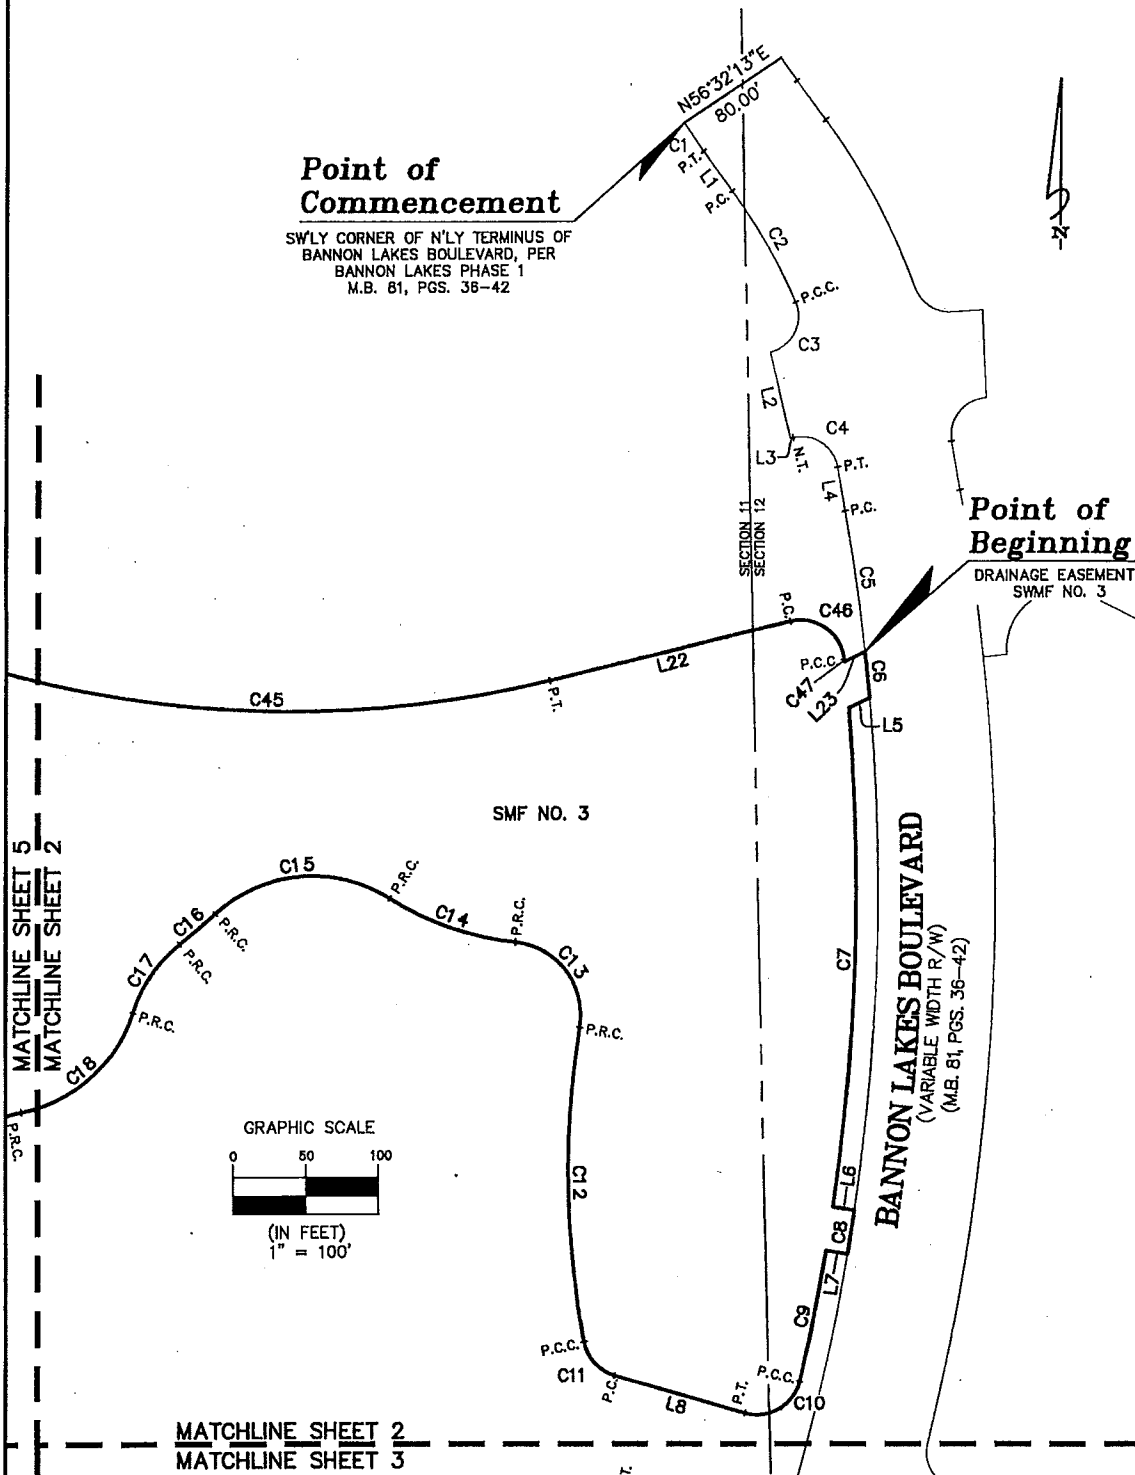 N56°32'13"E
80.00'
Point of
Commencement
SW'LY CORNER OF N'LY TERMINUS OF
BANNON LAKES BOULEVARD, PER
BANNON LAKES PHASE 1
M.B. 81, PGS. 36-42
C1
P.T.
L1
P.C.
C2
P.C.C.
C3
L2
C4
L3
N.T.
P.T.
L4
P.C.
N
SECTION 11
SECTION 12
Point of
Beginning
DRAINAGE EASEMENT
SWMF NO. 3
C5
P.C.
C46
P.C.C.
C6
C47
L23
L5
L22
P.T.
C45
SMF NO. 3
MATCHLINE SHEET 5
MATCHLINE SHEET 2
C15
P.R.C.
C14
P.R.C.
C13
P.R.C.
C16
P.R.C.
P.R.C.
C17
P.R.C.
C18
P.R.C.
C7
BANNON LAKES BOULEVARD
(VARIABLE WIDTH R/W)
(M.B. 81, PGS. 36-42)
GRAPHIC SCALE
0 50 100
(IN FEET)
1" = 100'
C12
L6
C8
L7
C9
P.C.C.
C11
P.C.
L8
P.T.
P.C.C.
C10
MATCHLINE SHEET 2
MATCHLINE SHEET 3
T.